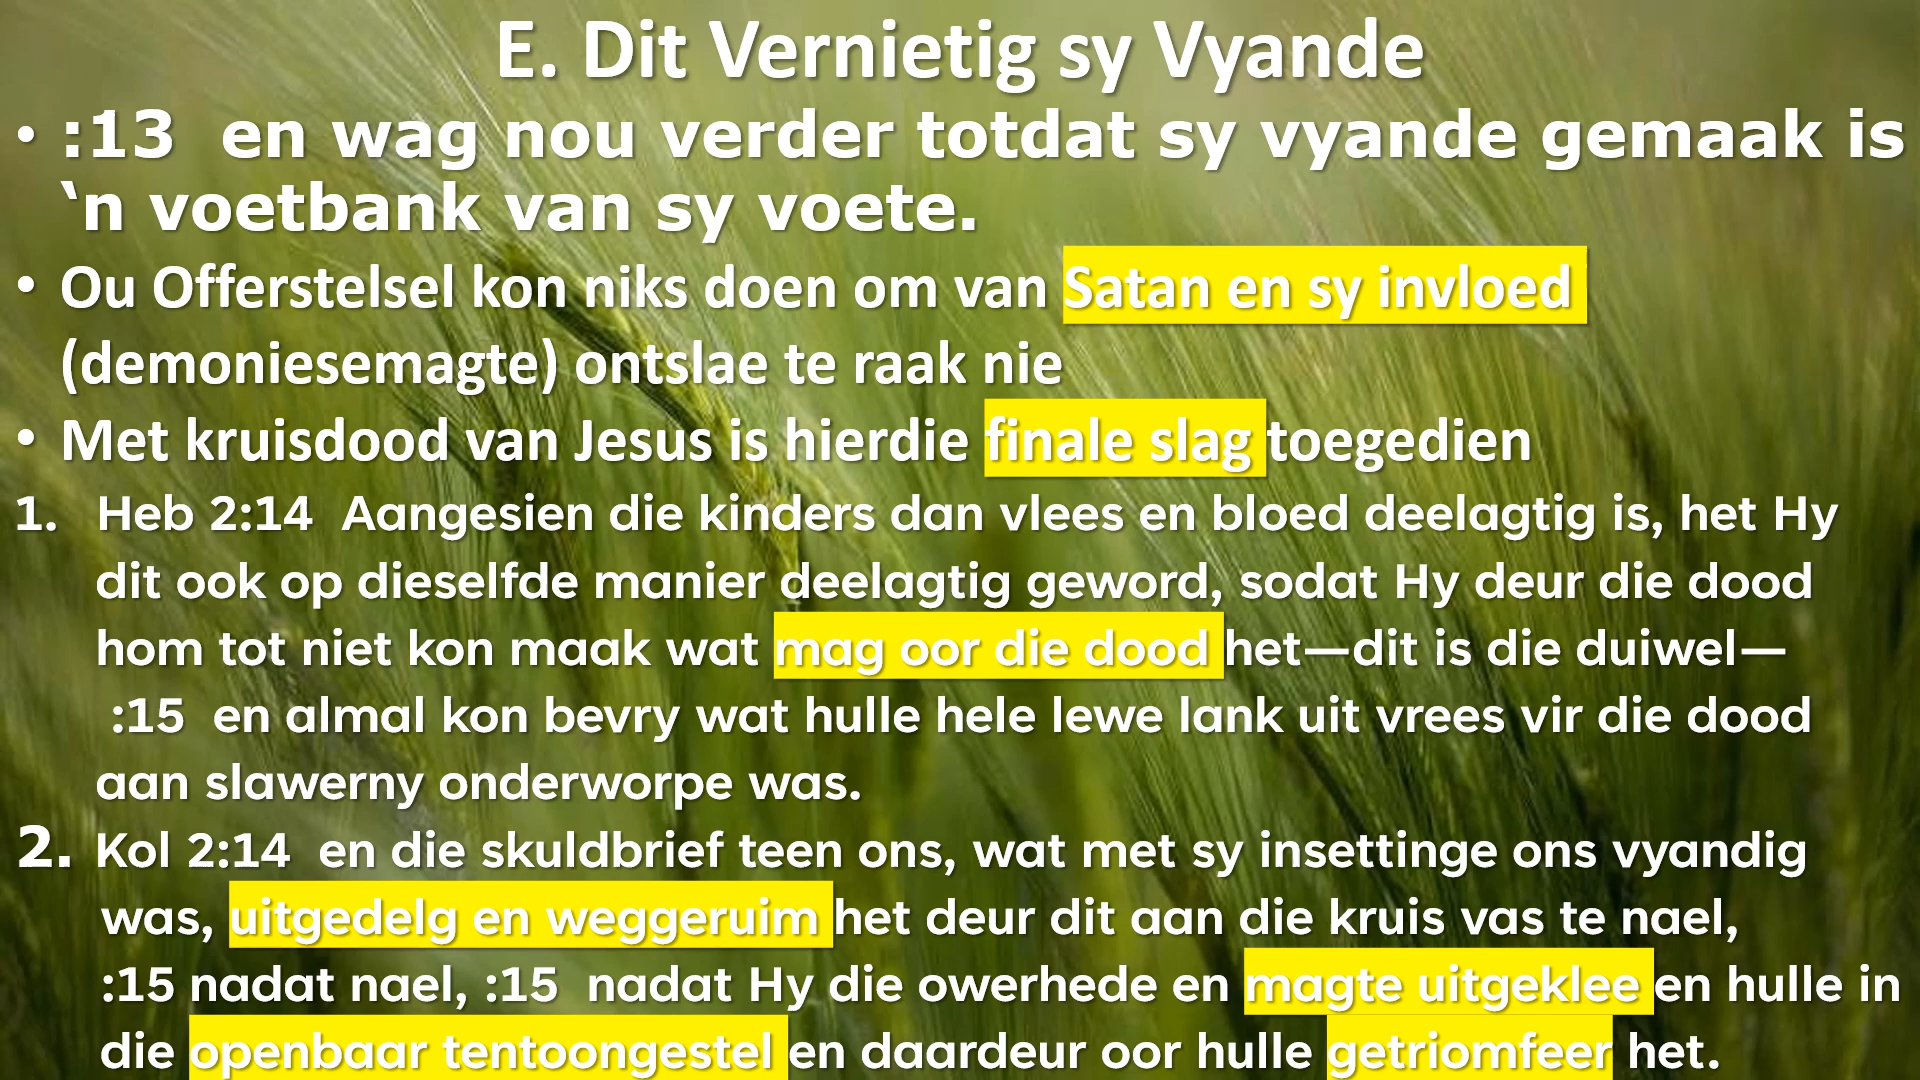 E. Dit Vernietig sy Vyande
• :13  en wag nou verder totdat sy vyande gemaak is
‘n voetbank van sy voete.
• Ou Offerstelsel kon niks doen om van Satan en sy invloed
(demoniesemagte) ontslae te raak nie
• Met kruisdood van Jesus is hierdie finale slag toegedien
1. Heb 2:14  Aangesien die kinders dan vlees en bloed deelagtig is, het Hy
dit ook op dieselfde manier deelagtig geword, sodat Hy deur die dood
hom tot niet kon maak wat mag oor die dood het—dit is die duiwel—
:15  en almal kon bevry wat hulle hele lewe lank uit vrees vir die dood
aan slawerny onderworpe was.
2. Kol 2:14  en die skuldbrief teen ons, wat met sy insettinge ons vyandig
was, uitgedelg en weggeruim het deur dit aan die kruis vas te nael,
:15 nadat nael, :15  nadat Hy die owerhede en magte uitgeklee en hulle in
die openbaar tentoongestel en daardeur oor hulle getriomfeer het.